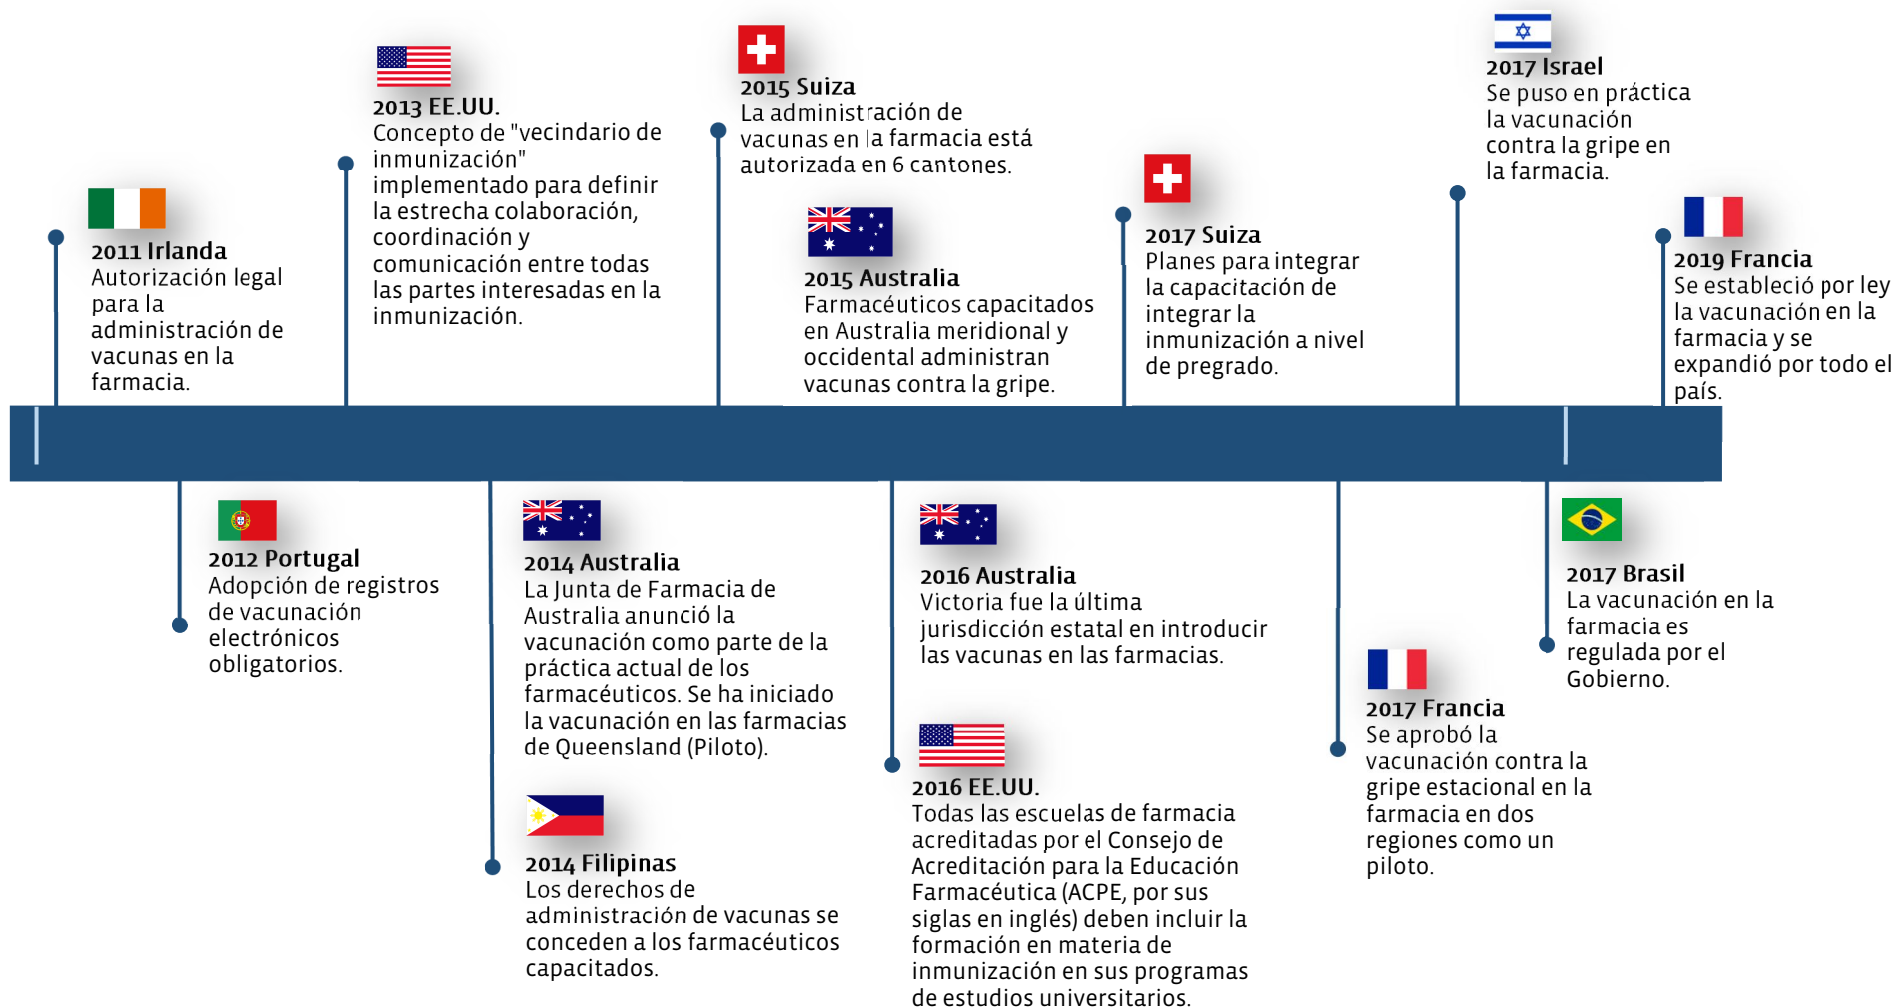 2011 Irlanda
Autorización legal
para la
administración de
vacunas en la
farmacia.
2013 EE.UU.
Concepto de "vecindario de
inmunización"
implementado para definir
la estrecha colaboración,
coordinación y
comunicación entre todas
las partes interesadas en la
inmunización.
2015 Suiza
La administración de
vacunas en la farmacia está
autorizada en 6 cantones.
2015 Australia
Farmacéuticos capacitados
en Australia meridional y
occidental administran
vacunas contra la gripe.
2017 Suiza
Planes para integrar
la capacitación de
integrar la
inmunización a nivel
de pregrado.
2017 Israel
Se puso en práctica
la vacunación
contra la gripe en
la farmacia.
2019 Francia
Se estableció por ley
la vacunación en la
farmacia y se
expandió por todo el
país.
2012 Portugal
Adopción de registros
de vacunación
electrónicos
obligatorios.
2014 Australia
La Junta de Farmacia de
Australia anunció la
vacunación como parte de la
práctica actual de los
farmacéuticos. Se ha iniciado
la vacunación en las farmacias
de Queensland (Piloto).
2014 Filipinas
Los derechos de
administración de vacunas se
conceden a los farmacéuticos
capacitados.
2016 Australia
Victoria fue la última
jurisdicción estatal en introducir
las vacunas en las farmacias.
2016 EE.UU.
Todas las escuelas de farmacia
acreditadas por el Consejo de
Acreditación para la Educación
Farmacéutica (ACPE, por sus
siglas en inglés) deben incluir la
formación en materia de
inmunización en sus programas
de estudios universitarios.
2017 Francia
Se aprobó la
vacunación contra la
gripe estacional en la
farmacia en dos
regiones como un
piloto.
2017 Brasil
La vacunación en la
farmacia es
regulada por el
Gobierno.